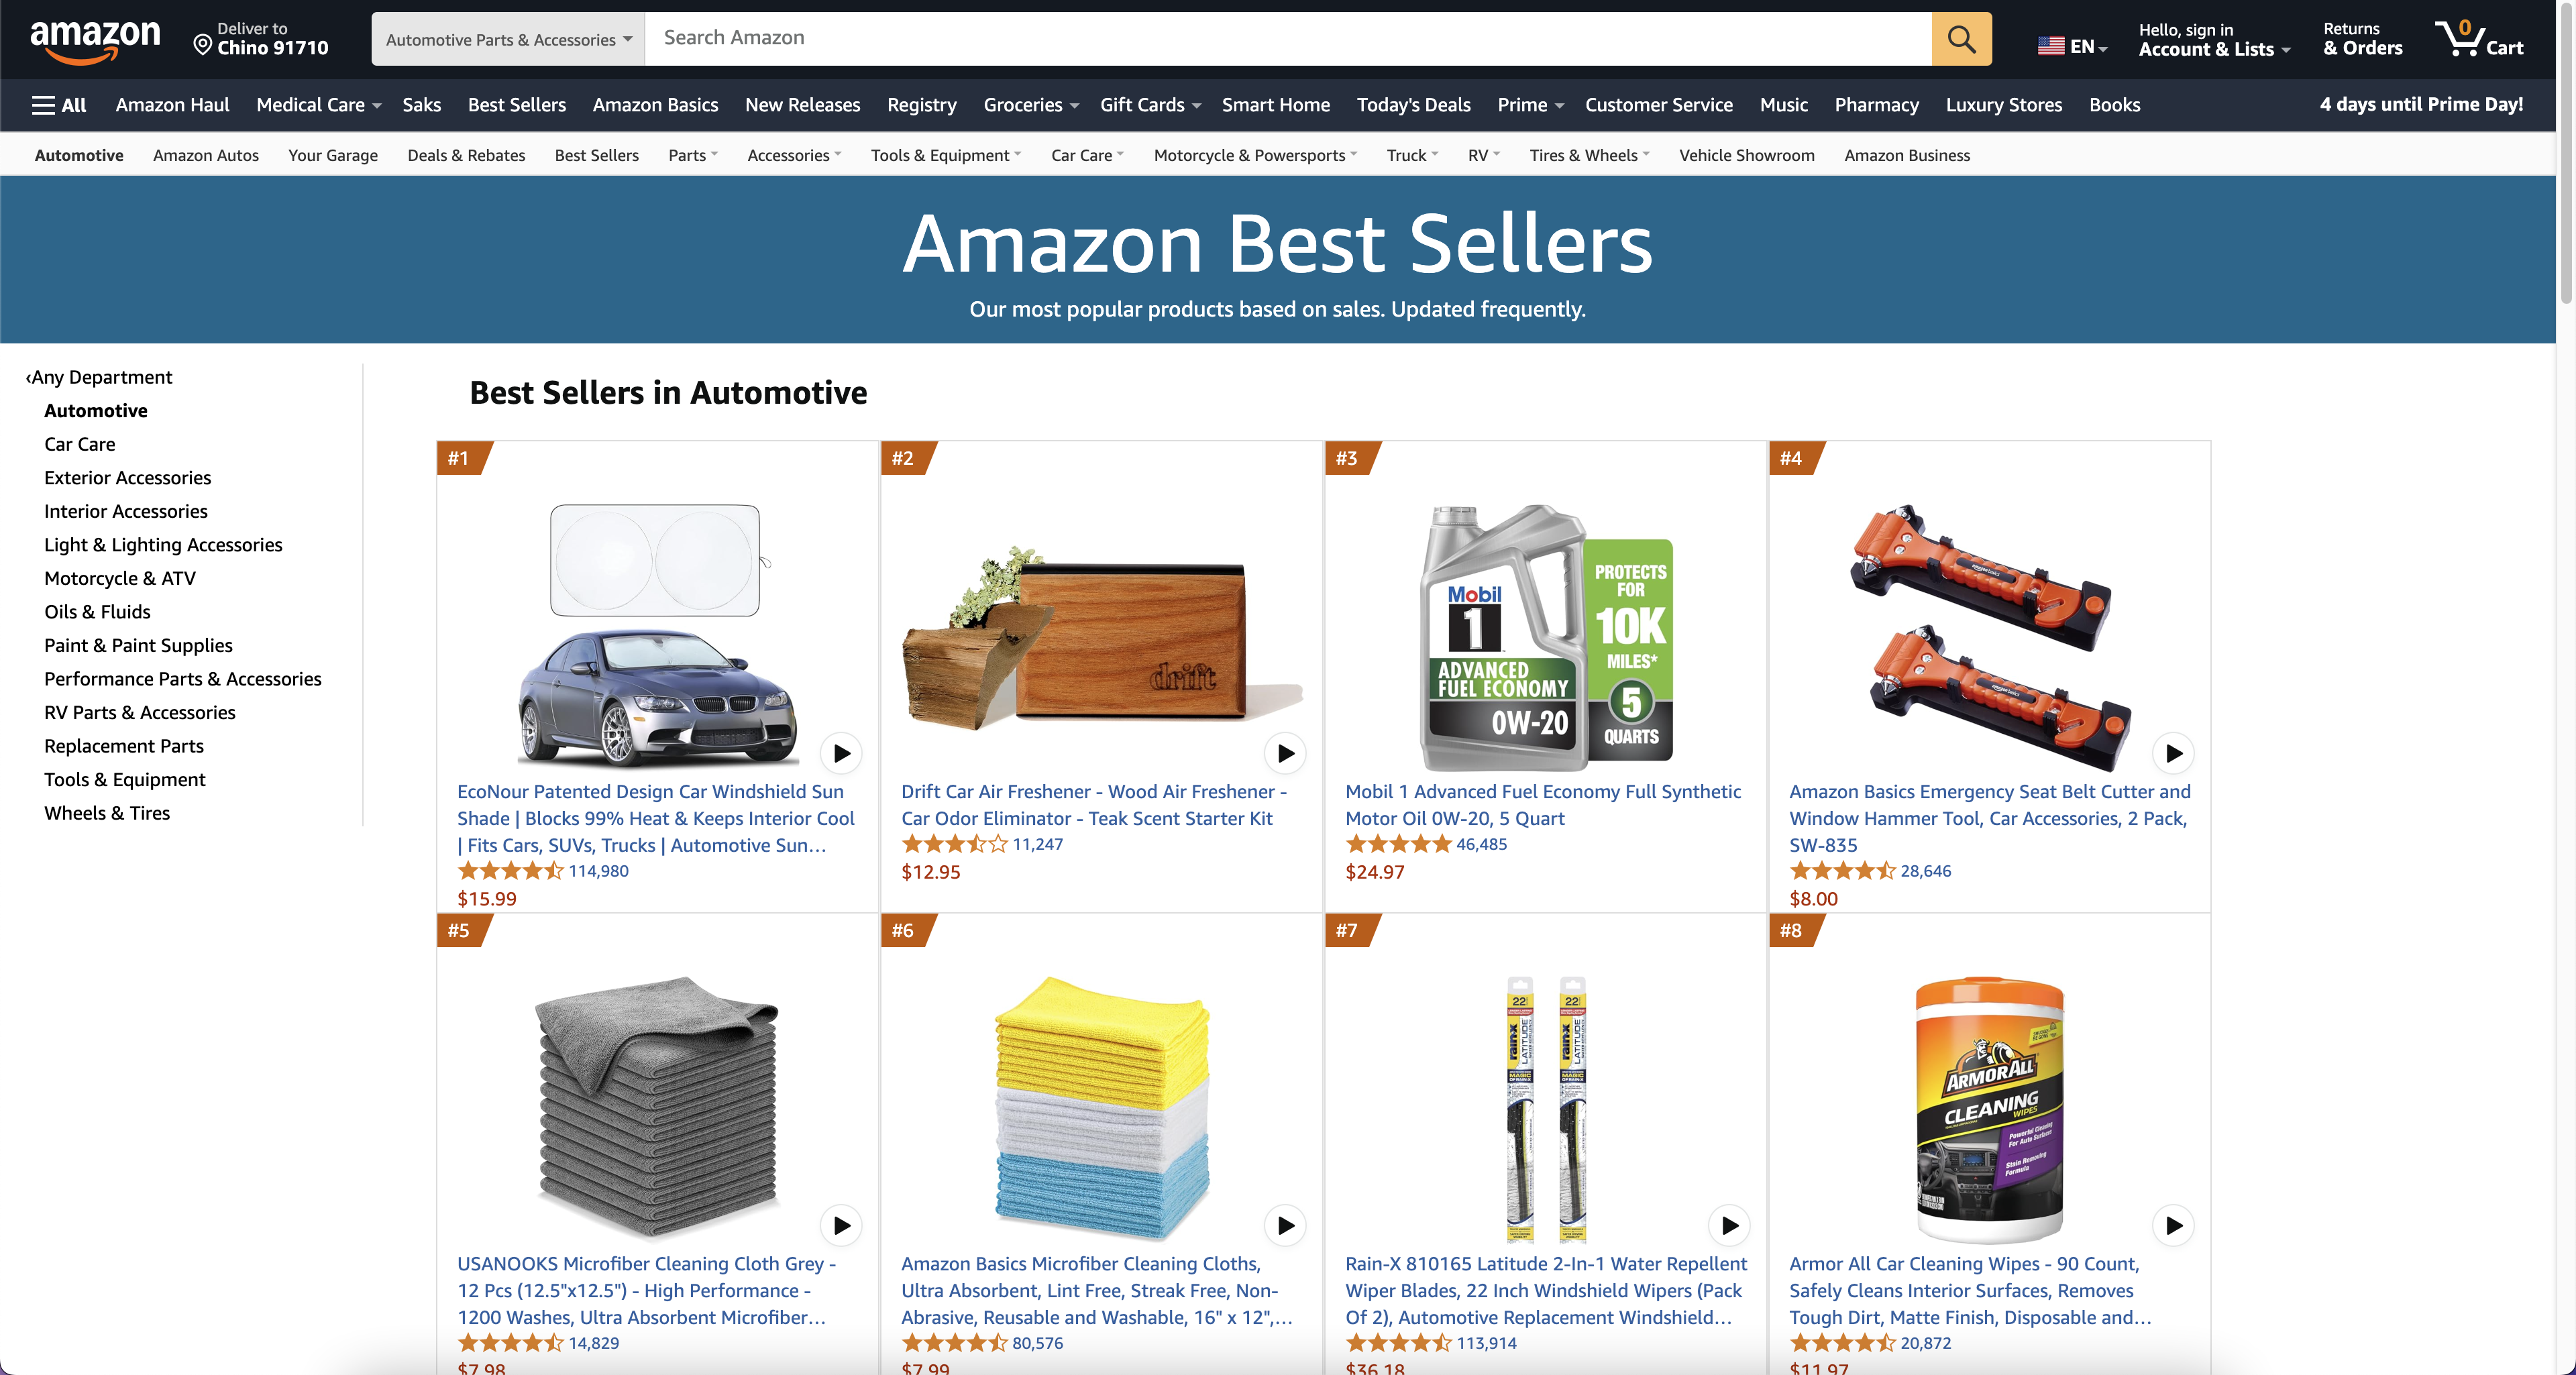 amazon
Deliver to
Chino 91710
Automotive Parts & Accessories
Search Amazon
EN
Hello, sign in
Account & Lists
Returns
& Orders
0
Cart
All
Amazon Haul
Medical Care
Saks
Best Sellers
Amazon Basics
New Releases
Registry
Groceries
Gift Cards
Smart Home
Today's Deals
Prime
Customer Service
Music
Pharmacy
Luxury Stores
Books
4 days until Prime Day!
Automotive
Amazon Autos
Your Garage
Deals & Rebates
Best Sellers
Parts
Accessories
Tools & Equipment
Car Care
Motorcycle & Powersports
Truck
RV
Tires & Wheels
Vehicle Showroom
Amazon Business
Amazon Best Sellers
Our most popular products based on sales. Updated frequently.
‹Any Department
Automotive
Car Care
Exterior Accessories
Interior Accessories
Light & Lighting Accessories
Motorcycle & ATV
Oils & Fluids
Paint & Paint Supplies
Performance Parts & Accessories
RV Parts & Accessories
Replacement Parts
Tools & Equipment
Wheels & Tires
Best Sellers in Automotive
#1
EcoNour Patented Design Car Windshield Sun
Shade | Blocks 99% Heat & Keeps Interior Cool
| Fits Cars, SUVs, Trucks | Automotive Sun…
114,980
$15.99
#2
drift
Drift Car Air Freshener - Wood Air Freshener -
Car Odor Eliminator - Teak Scent Starter Kit
11,247
$12.95
#3
Mobil
1
ADVANCED
FUEL ECONOMY
0W-20
PROTECTS
FOR
10K
MILES*
5
QUARTS
Mobil 1 Advanced Fuel Economy Full Synthetic
Motor Oil 0W-20, 5 Quart
46,485
$24.97
#4
Amazon Basics Emergency Seat Belt Cutter and
Window Hammer Tool, Car Accessories, 2 Pack,
SW-835
28,646
$8.00
#5
USANOOKS Microfiber Cleaning Cloth Grey -
12 Pcs (12.5"x12.5") - High Performance -
1200 Washes, Ultra Absorbent Microfiber…
14,829
$7.98
#6
Amazon Basics Microfiber Cleaning Cloths,
Ultra Absorbent, Lint Free, Streak Free, Non-
Abrasive, Reusable and Washable, 16" x 12",…
80,576
$7.99
#7
22
22
rain-x
LATITUDE
rain-x
LATITUDE
Rain-X 810165 Latitude 2-In-1 Water Repellent
Wiper Blades, 22 Inch Windshield Wipers (Pack
Of 2), Automotive Replacement Windshield…
113,914
$36.18
#8
ARMOR ALL
CLEANING
WIPES
Powerful Cleaning
For Auto Surfaces
Stain Removing
Formula
Armor All Car Cleaning Wipes - 90 Count,
Safely Cleans Interior Surfaces, Removes
Tough Dirt, Matte Finish, Disposable and…
20,872
$11.97